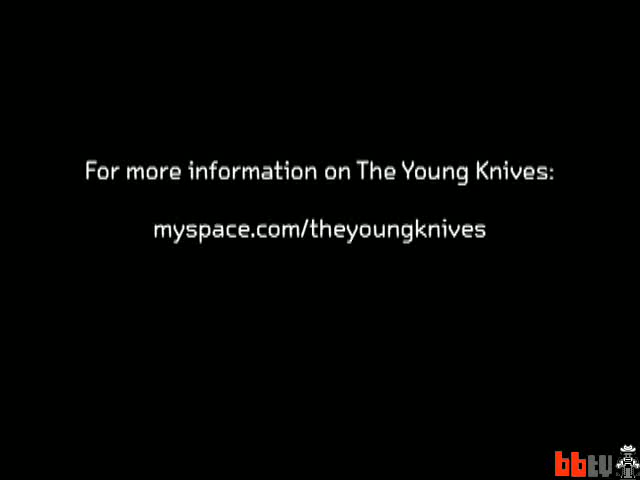 For more information on The Young Knives:
myspace.com/theyoungknives
bbtv